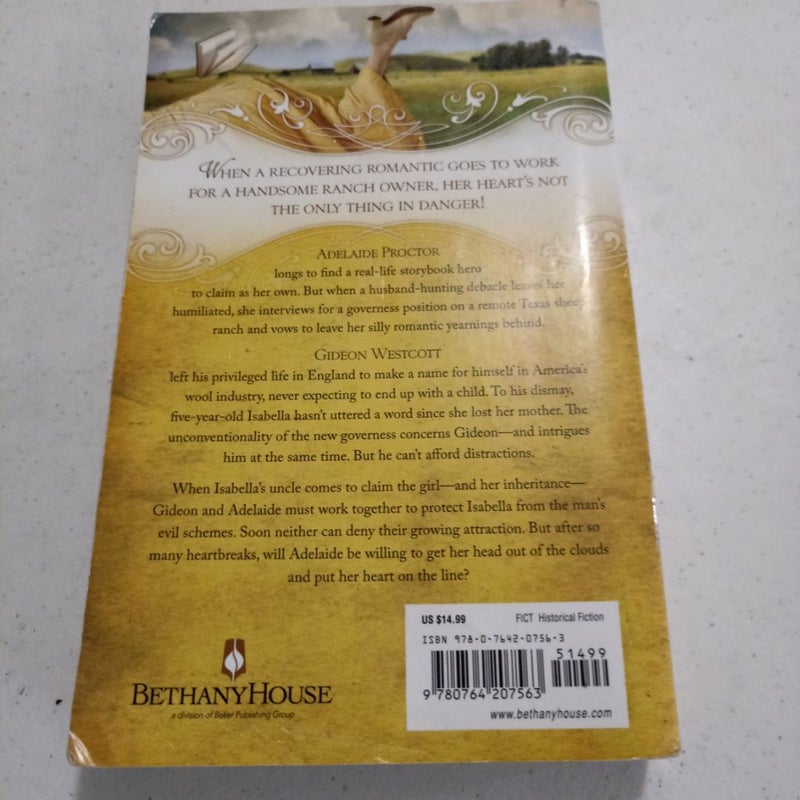 WHEN A RECOVERING ROMANTIC GOES TO WORK
FOR A HANDSOME RANCH OWNER, HER HEART'S NOT
THE ONLY THING IN DANGER!
ADELAIDE PROCTOR
longs to find a real-life storybook hero
to claim as her own. But when a husband-hunting debacle leaves her
humiliated, she interviews for a governess position on a remote Texas sheep
ranch and vows to leave her silly romantic yearnings behind.
GIDEON WESTCOTT
left his privileged life in England to make a name for himself in America's
wool industry, never expecting to end up with a child. To his dismay,
five-year-old Isabella hasn't uttered a word since she lost her mother. The
unconventionality of the new governess concerns Gideon—and intrigues
him at the same time. But he can't afford distractions.
When Isabella's uncle comes to claim the girl—and her inheritance—
Gideon and Adelaide must work together to protect Isabella from the man's
evil schemes. Soon neither can deny their growing attraction. But after so
many heartbreaks, will Adelaide be willing to get her head out of the clouds
and put her heart on the line?
BETHANYHOUSE
a division of Baker Publishing Group
US $14.99 FICT Historical Fiction
ISBN 978-0-7642-0756-3
51499
9 780764 207563
www.bethanyhouse.com